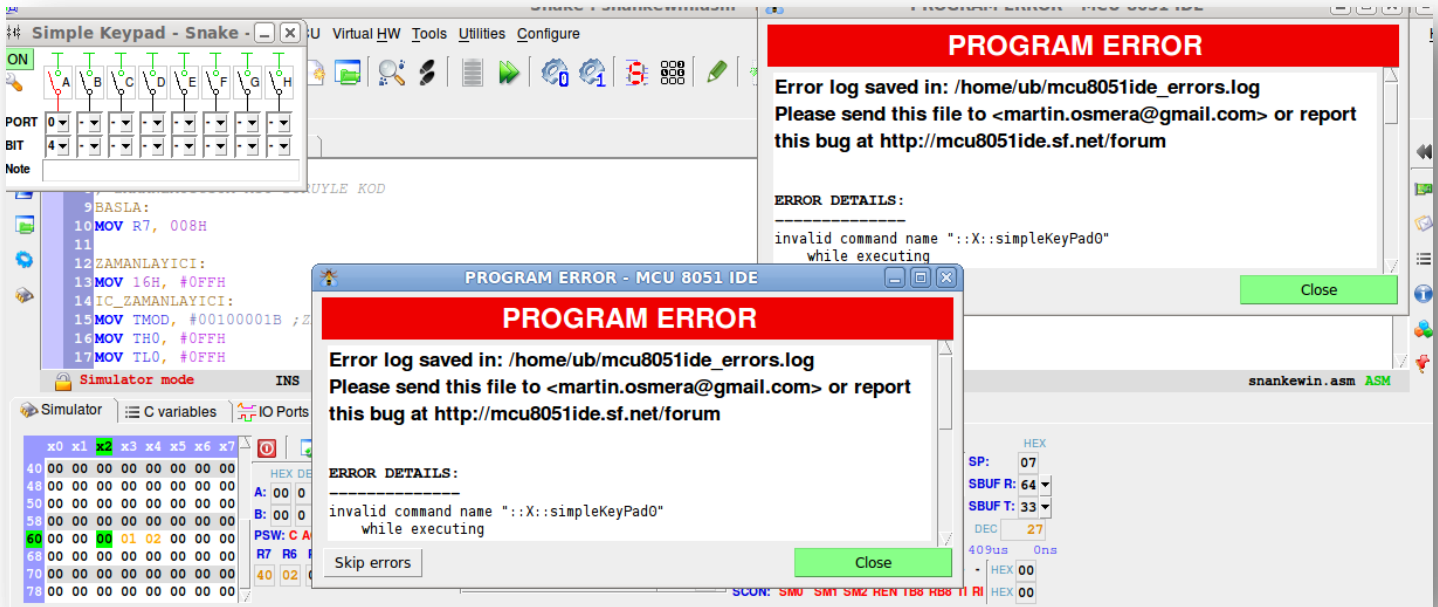 Simple Keypad - Snake -
Virtual HW Tools Utilities Configure
ON
A B C D E F G H
PORT 0 - - - - - - -
BIT 4 - - - - - - -
Note
KOD
9 BASLA:
10 MOV R7, 008H
11
12 ZAMANLAYICI:
13 MOV 16H, #0FFH
14 IC_ZAMANLAYICI:
15 MOV TMOD, #00100001B ;Z
16 MOV TH0, #0FFH
17 MOV TL0, #0FFH
Simulator mode INS
snankewin.asm ASM
PROGRAM ERROR
Error log saved in: /home/ub/mcu8051ide_errors.log
Please send this file to <martin.osmera@gmail.com> or report
this bug at http://mcu8051ide.sf.net/forum
ERROR DETAILS:
--------------
invalid command name "::X::simpleKeyPad0"
while executing
Close
PROGRAM ERROR - MCU 8051 IDE
PROGRAM ERROR
Error log saved in: /home/ub/mcu8051ide_errors.log
Please send this file to <martin.osmera@gmail.com> or report
this bug at http://mcu8051ide.sf.net/forum
ERROR DETAILS:
--------------
invalid command name "::X::simpleKeyPad0"
while executing
Skip errors Close
Simulator C variables IO Ports
x0 x1 x2 x3 x4 x5 x6 x7
40 00 00 00 00 00 00 00 00
48 00 00 00 00 00 00 00 00
50 00 00 00 00 00 00 00 00
58 00 00 00 00 00 00 00 00
60 00 00 00 01 02 00 00 00
68 00 00 00 00 00 00 00 00
70 00 00 00 00 00 00 00 00
78 00 00 00 00 00 00 00 00
HEX DE
A: 00 0
B: 00 0
PSW: C
R7 R6
40 02
HEX
SP: 07
SBUF R: 64
SBUF T: 33
DEC 27
409us 0ns
- HEX 00
SCON: SM0 SM1 SM2 REN TB8 RB8 TI RI HEX 00